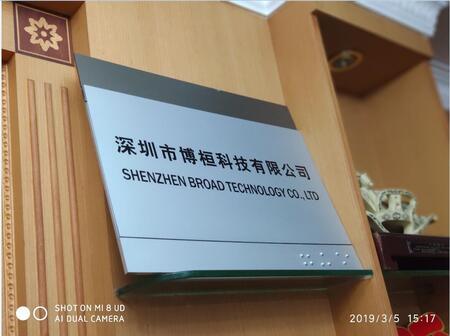 深圳市博桓科技有限公司
SHENZHEN BROAD TECHNOLOGY CO., LTD
SHOT ON MI 8 UD
AI DUAL CAMERA
2019/3/5 15:17